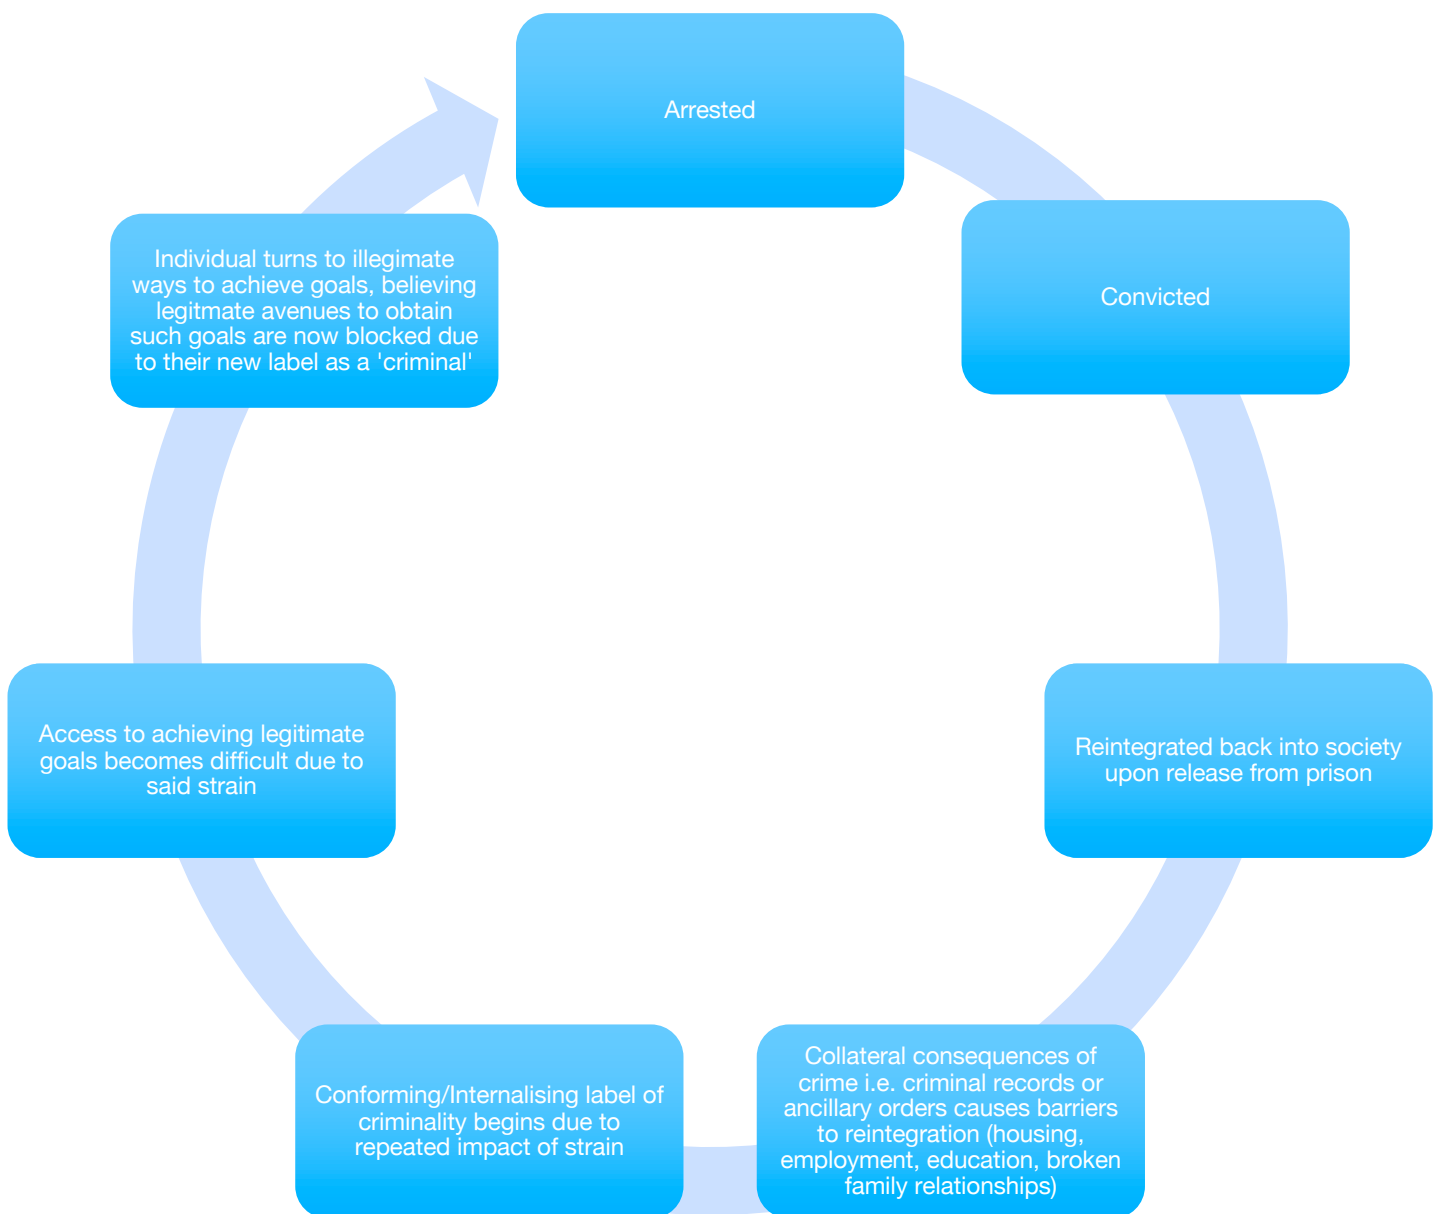 Arrested
Convicted
Reintegrated back into society
upon release from prison
Collateral consequences of
crime i.e. criminal records or
ancillary orders causes barriers
to reintegration (housing,
employment, education, broken
family relationships)
Conforming/Internalising label of
criminality begins due to
repeated impact of strain
Access to achieving legitimate
goals becomes difficult due to
said strain
Individual turns to illegimate
ways to achieve goals, believing
legitmate avenues to obtain
such goals are now blocked due
to their new label as a 'criminal'